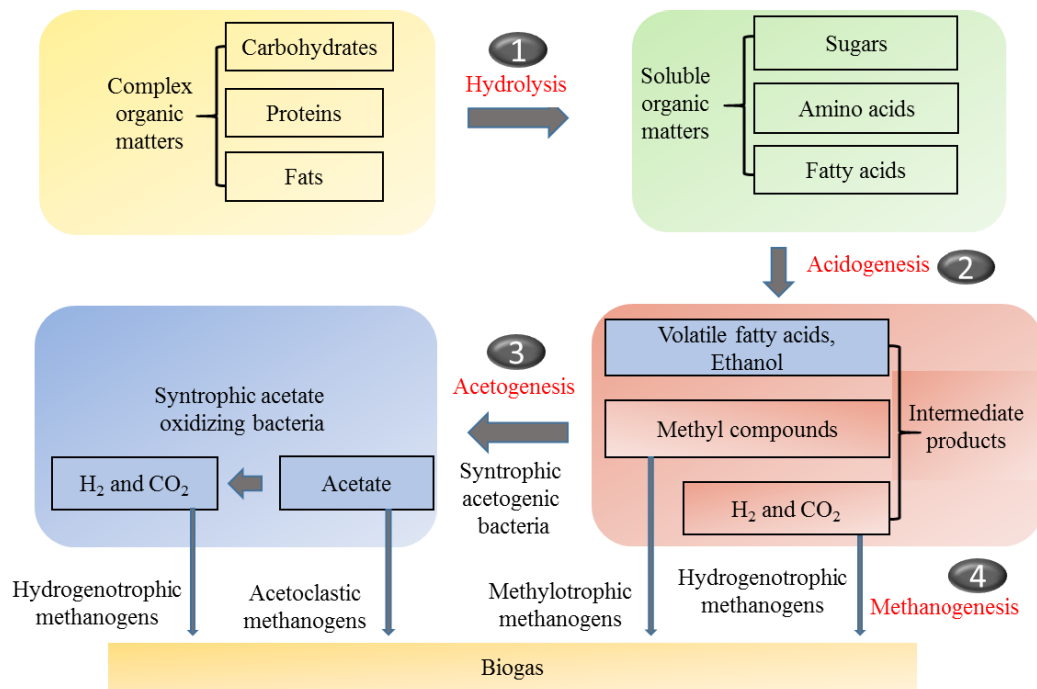 Complex
organic
matters
Carbohydrates
Proteins
Fats
1
Hydrolysis
Soluble
organic
matters
Sugars
Amino acids
Fatty acids
Acidogenesis
2
Volatile fatty acids,
Ethanol
Methyl compounds
H₂ and CO₂
Intermediate
products
3
Acetogenesis
Syntrophic
acetogenic
bacteria
Syntrophic acetate
oxidizing bacteria
H₂ and CO₂
Acetate
Hydrogenotrophic
methanogens
Acetoclastic
methanogens
Methylotrophic
methanogens
Hydrogenotrophic
methanogens
4
Methanogenesis
Biogas